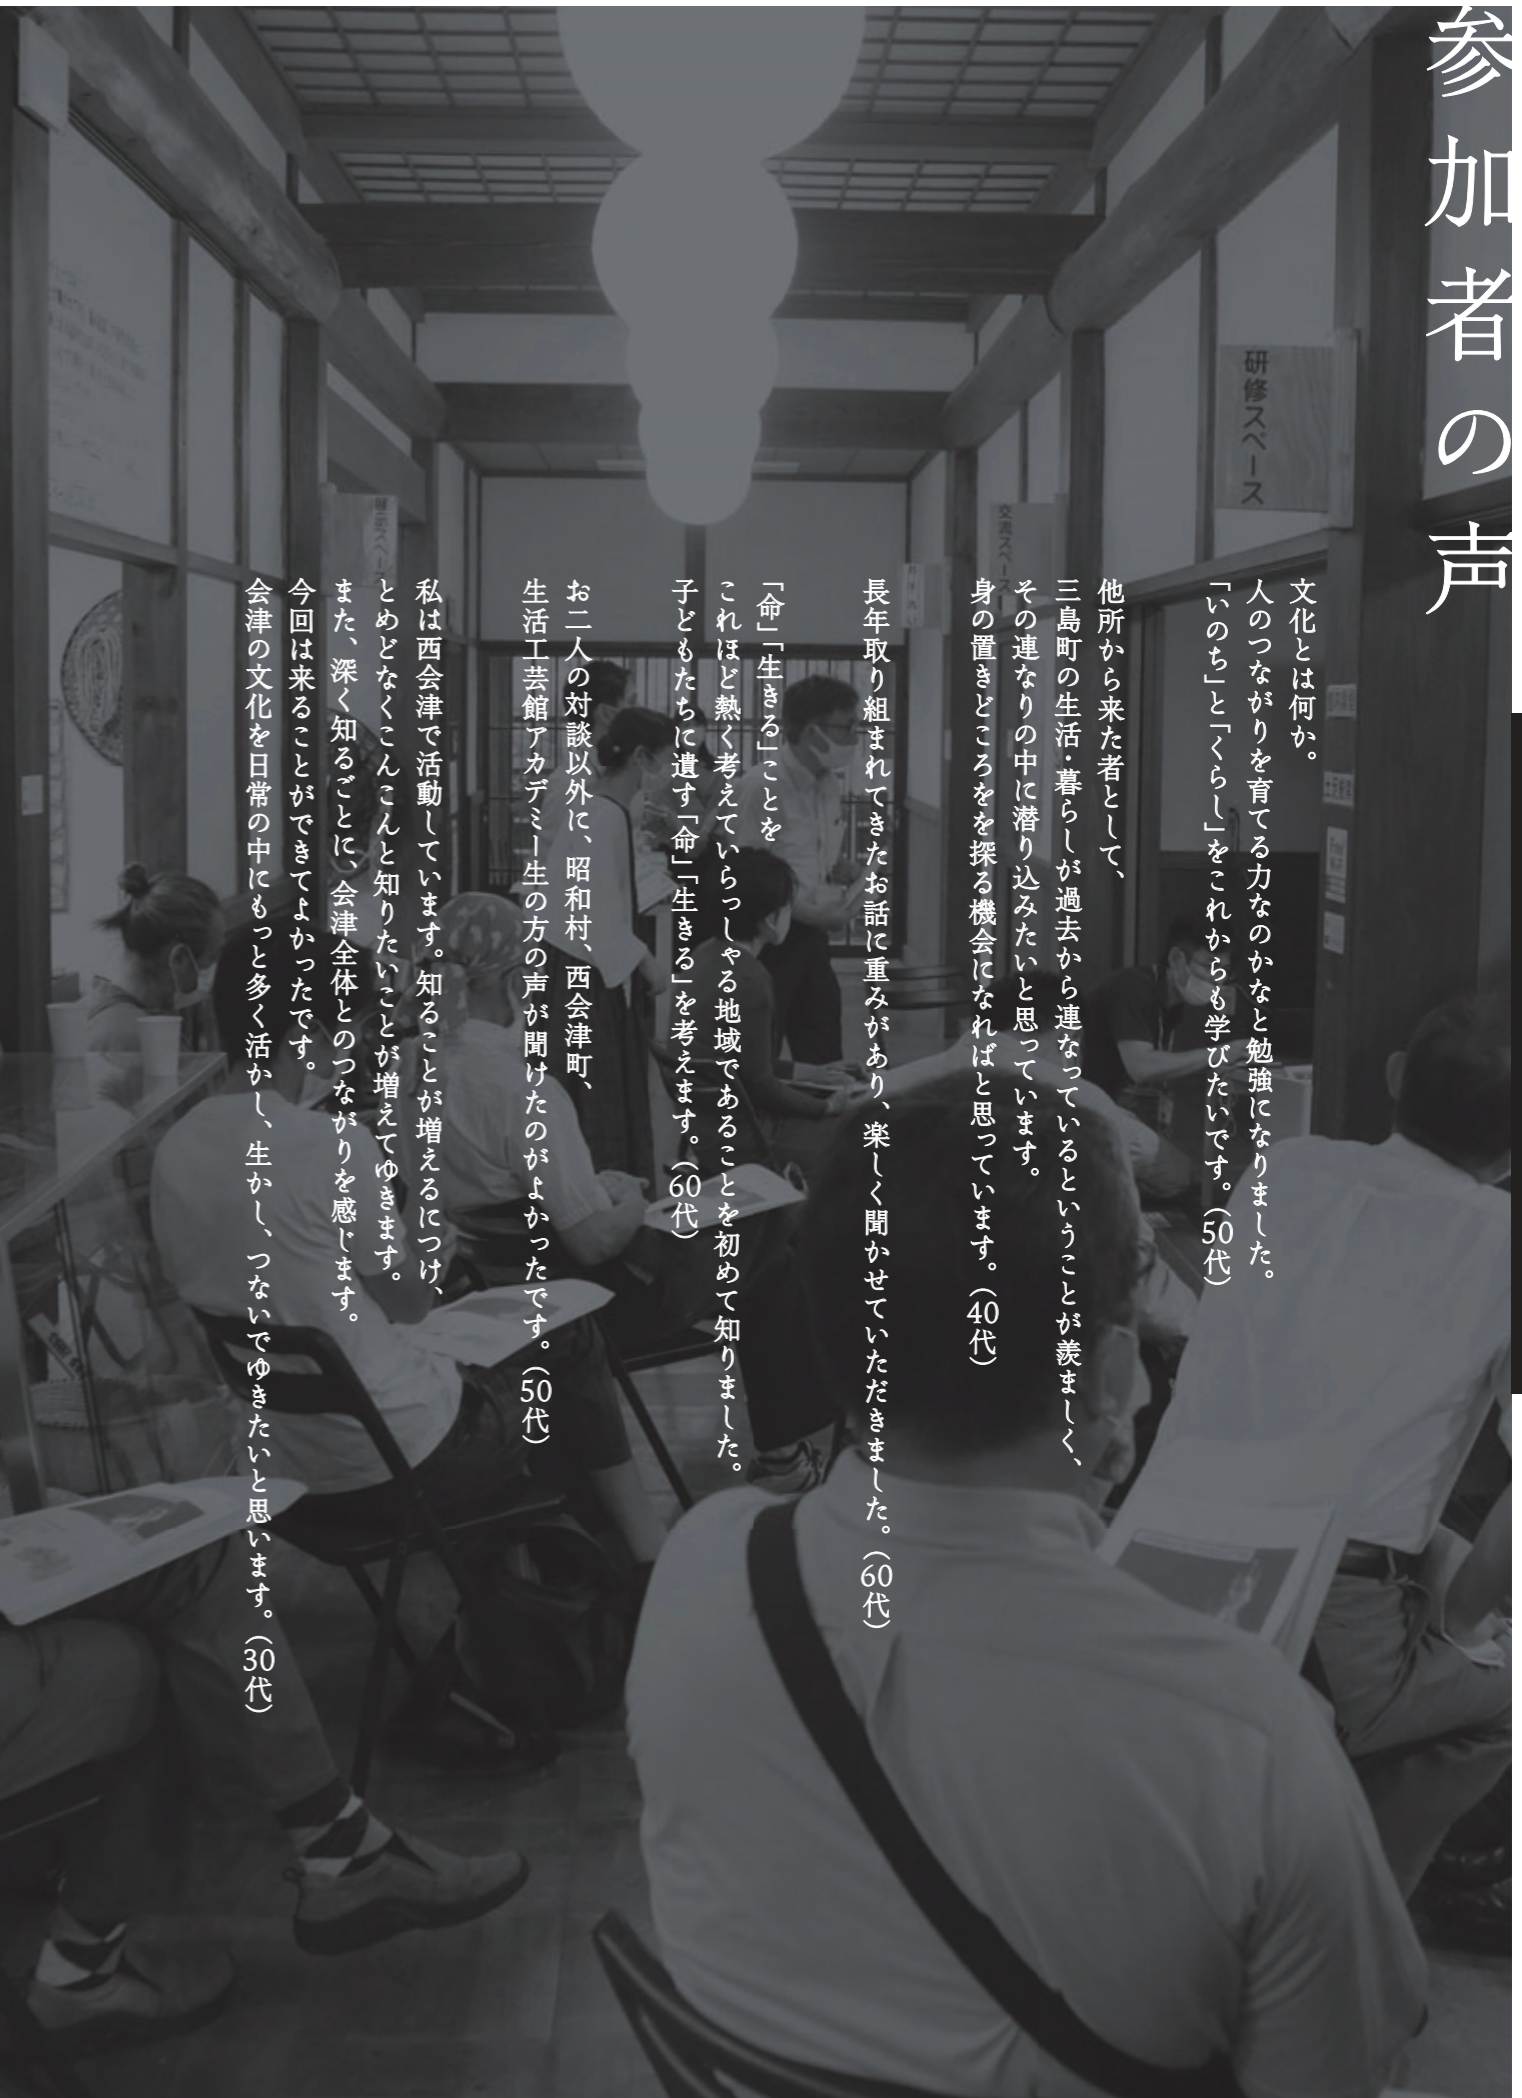 参加者の声
文化とは何か。
人のつながりを育てる力なのかなと勉強になりました。
「いのち」と「くらし」をこれからも学びたいです。（50代）
他所から来た者として、
三島町の生活・暮らしが過去から連なっているということが羨ましく、
その連なりの中に潜り込みたいと思っています。
身の置きどころをを探る機会になればと思っています。（40代）
長年取り組まれてきたお話に重みがあり、楽しく聞かせていただきました。（60代）
「命」「生きる」ことを
これほど熱く考えていらっしゃる地域であることを初めて知りました。
子どもたちに遺す「命」「生きる」を考えます。（60代）
お二人の対談以外に、昭和村、西会津町、
生活工芸館アカデミー生の方の声が聞けたのがよかったです。（50代）
私は西会津で活動しています。知ることが増えるにつけ、
とめどなくこんこんと知りたいことが増えてゆきます。
また、深く知るごとに、会津全体とのつながりを感じます。
今回は来ることができてよかったです。
会津の文化を日常の中にもっと多く活かし、生かし、つないでゆきたいと思います。（30代）
研修スペース
交流スペース
展示スペース